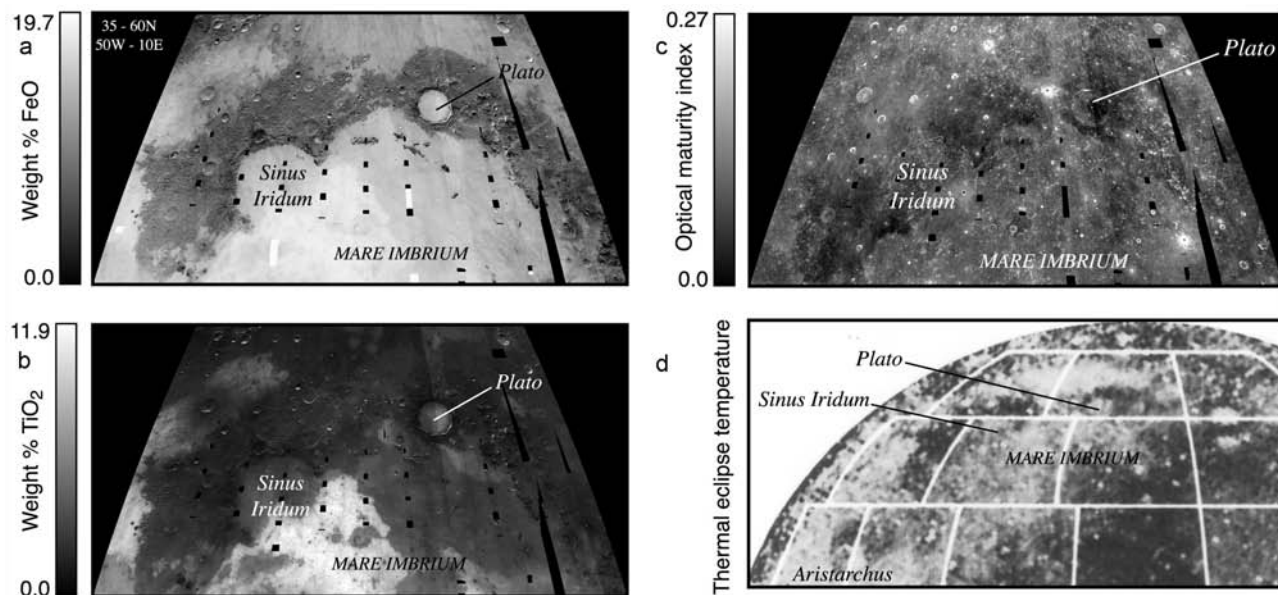 19.7
a
35 - 60N
50W - 10E
Plato
Sinus
Iridum
MARE IMBRIUM
Weight % FeO
0.0
0.27
c
Plato
Sinus
Iridum
MARE IMBRIUM
Optical maturity index
0.0
11.9
b
Plato
Sinus
Iridum
MARE IMBRIUM
Weight % TiO2
0.0
d
Plato
Sinus Iridum
MARE IMBRIUM
Aristarchus
Thermal eclipse temperature